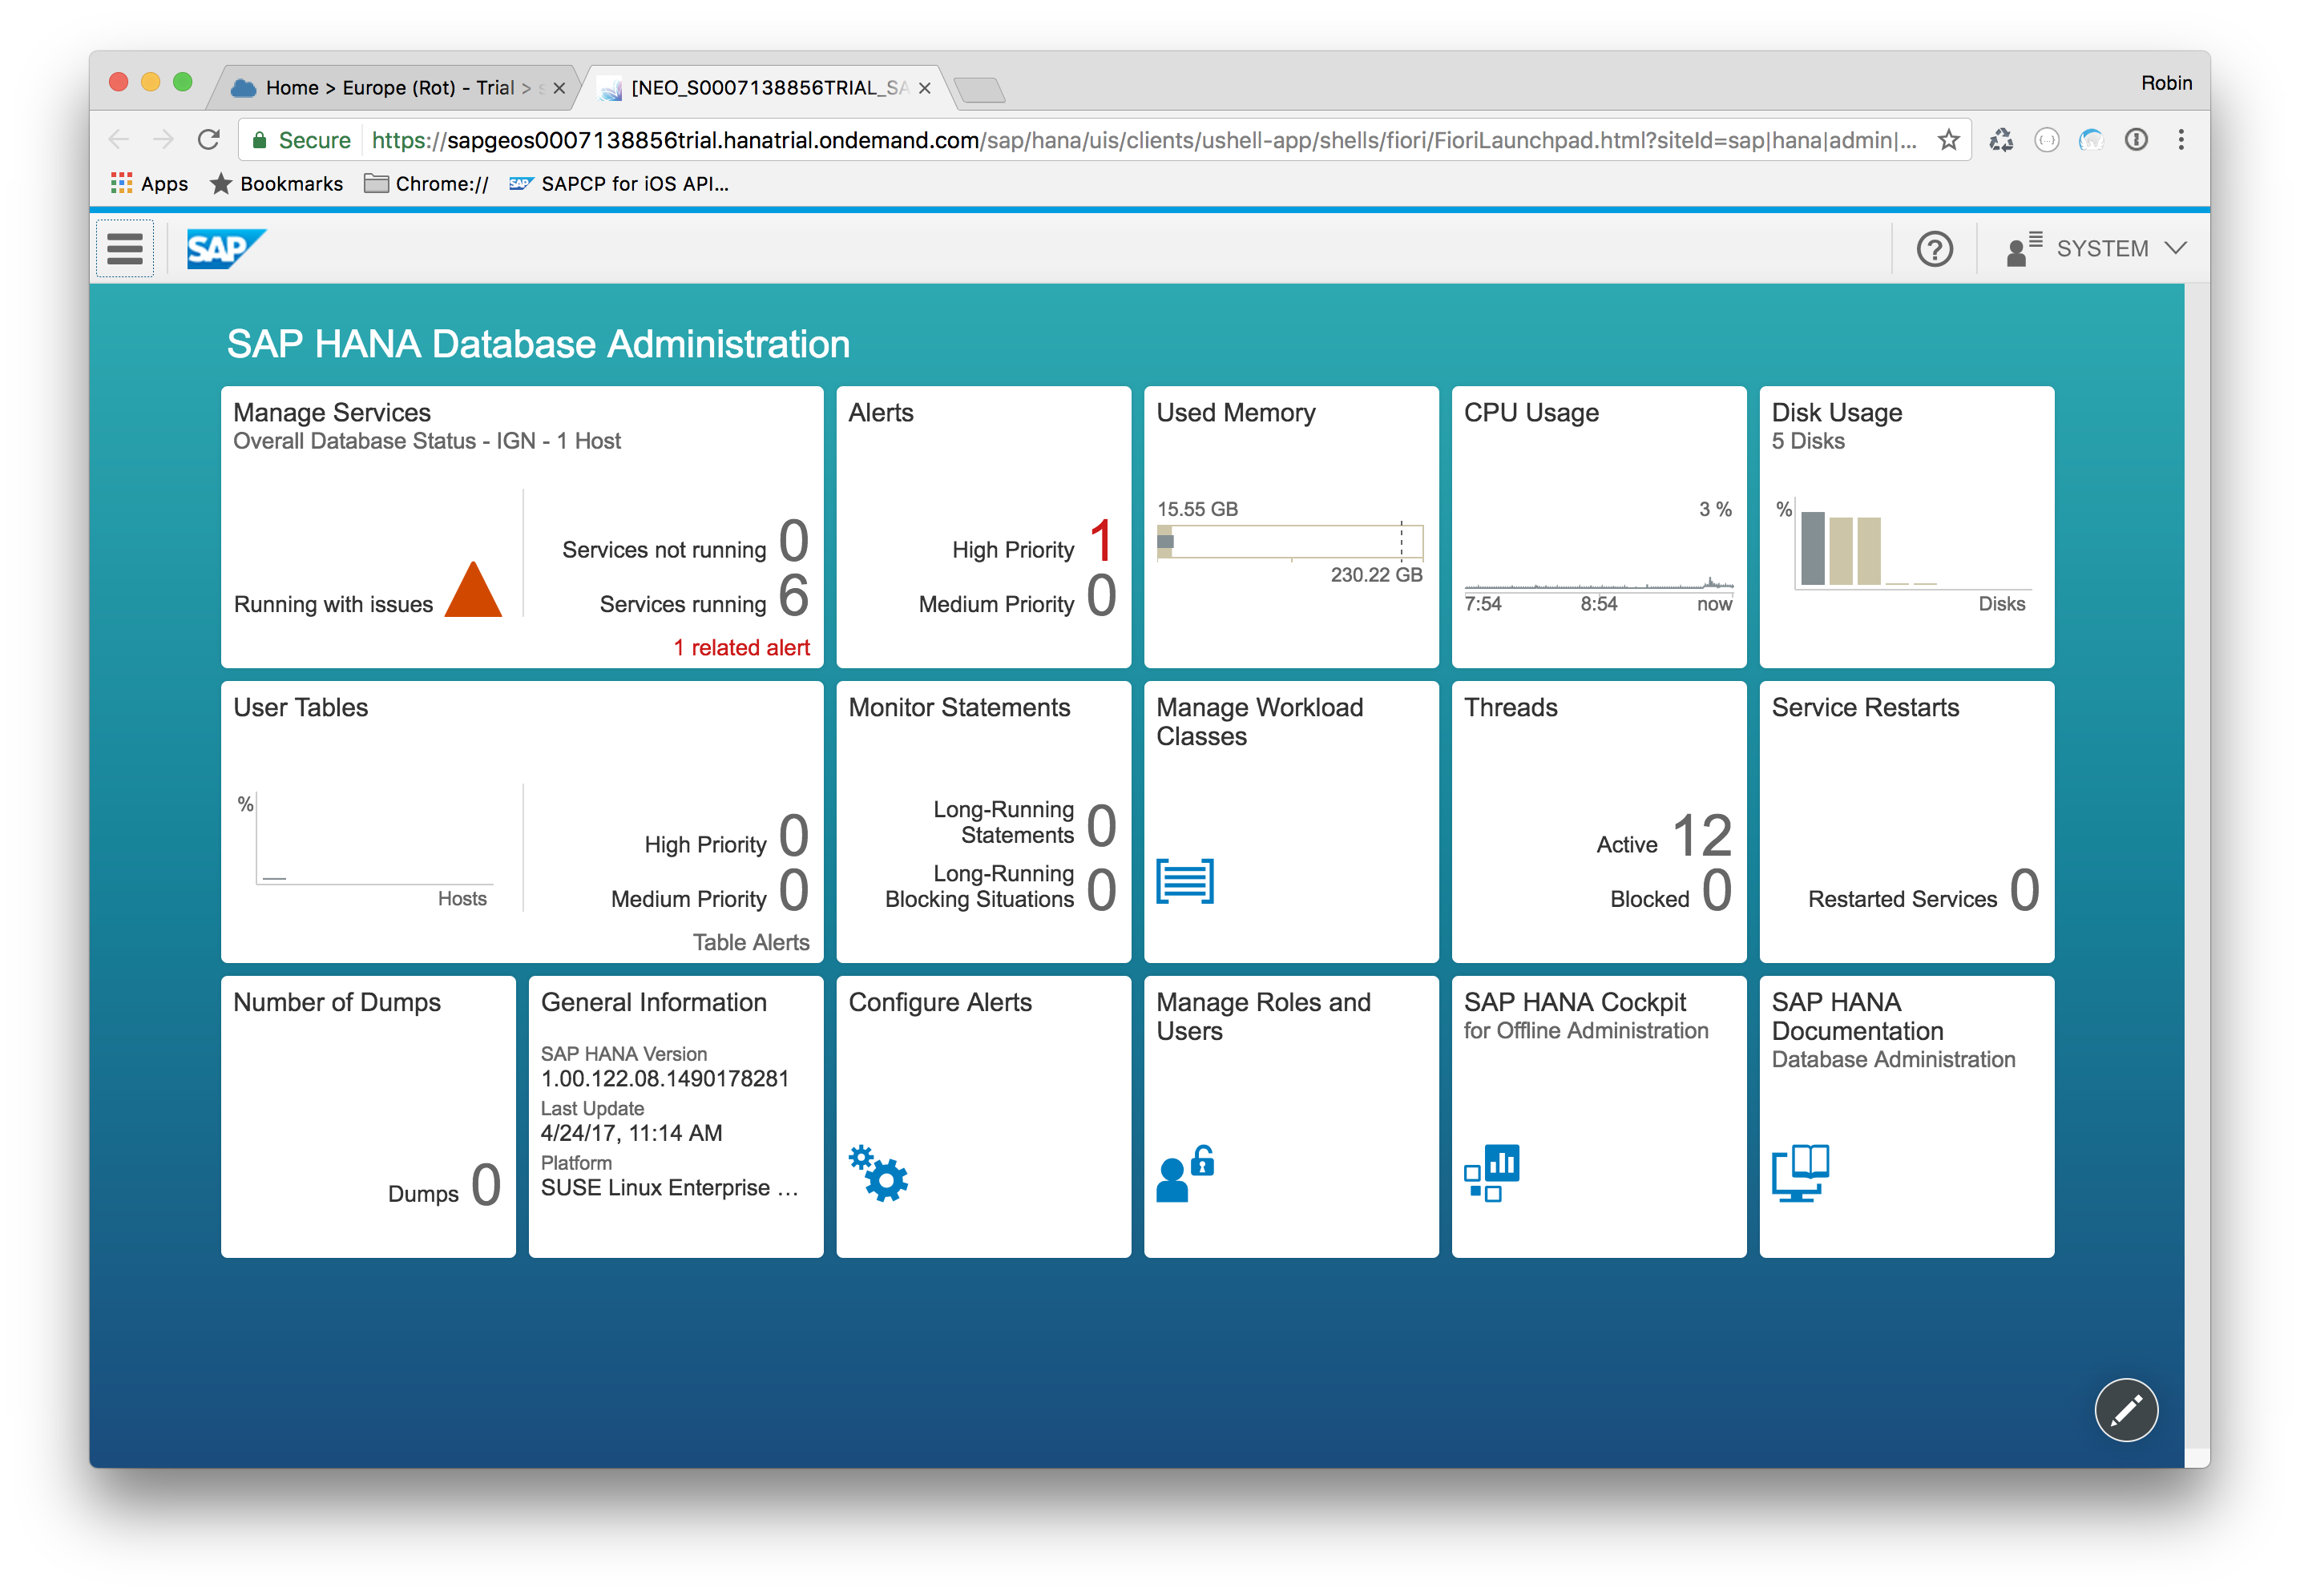 Home > Europe (Rot) - Trial >
[NEO_S0007138856TRIAL_SA
Robin
Secure
https://sapgeos0007138856trial.hanatrial.ondemand.com/sap/hana/uis/clients/ushell-app/shells/fiori/FioriLaunchpad.html?siteId=sap|hana|admin|...
Apps
Bookmarks
Chrome://
SAP
SAPCP for iOS API...
SAP
SYSTEM
SAP HANA Database Administration
Manage Services
Overall Database Status - IGN - 1 Host
Running with issues
Services not running 0
Services running 6
1 related alert
Alerts
High Priority 1
Medium Priority 0
Used Memory
15.55 GB
230.22 GB
CPU Usage
3 %
7:54 8:54 now
Disk Usage
5 Disks
%
Disks
User Tables
%
Hosts
High Priority 0
Medium Priority 0
Table Alerts
Monitor Statements
Long-Running
Statements 0
Long-Running
Blocking Situations 0
Manage Workload
Classes
Threads
Active 12
Blocked 0
Service Restarts
Restarted Services 0
Number of Dumps
Dumps 0
General Information
SAP HANA Version
1.00.122.08.1490178281
Last Update
4/24/17, 11:14 AM
Platform
SUSE Linux Enterprise ...
Configure Alerts
Manage Roles and
Users
SAP HANA Cockpit
for Offline Administration
SAP HANA
Documentation
Database Administration